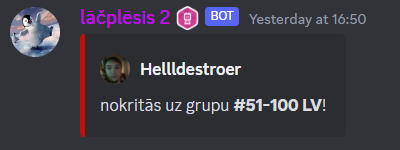 lāčplēsis 2 BOT Yesterday at 16:50
Hellldestroer
nokritās uz grupu #51-100 LV!